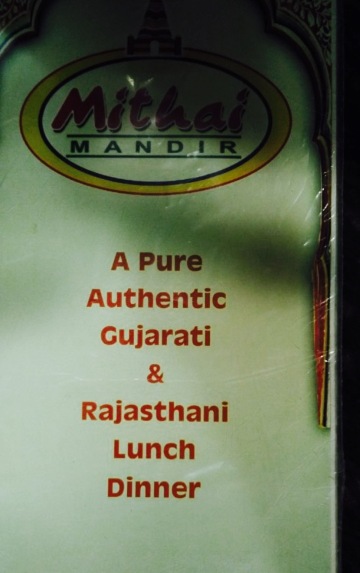 Mithai
MANDIR
A Pure
Authentic
Gujarati
&
Rajasthani
Lunch
Dinner